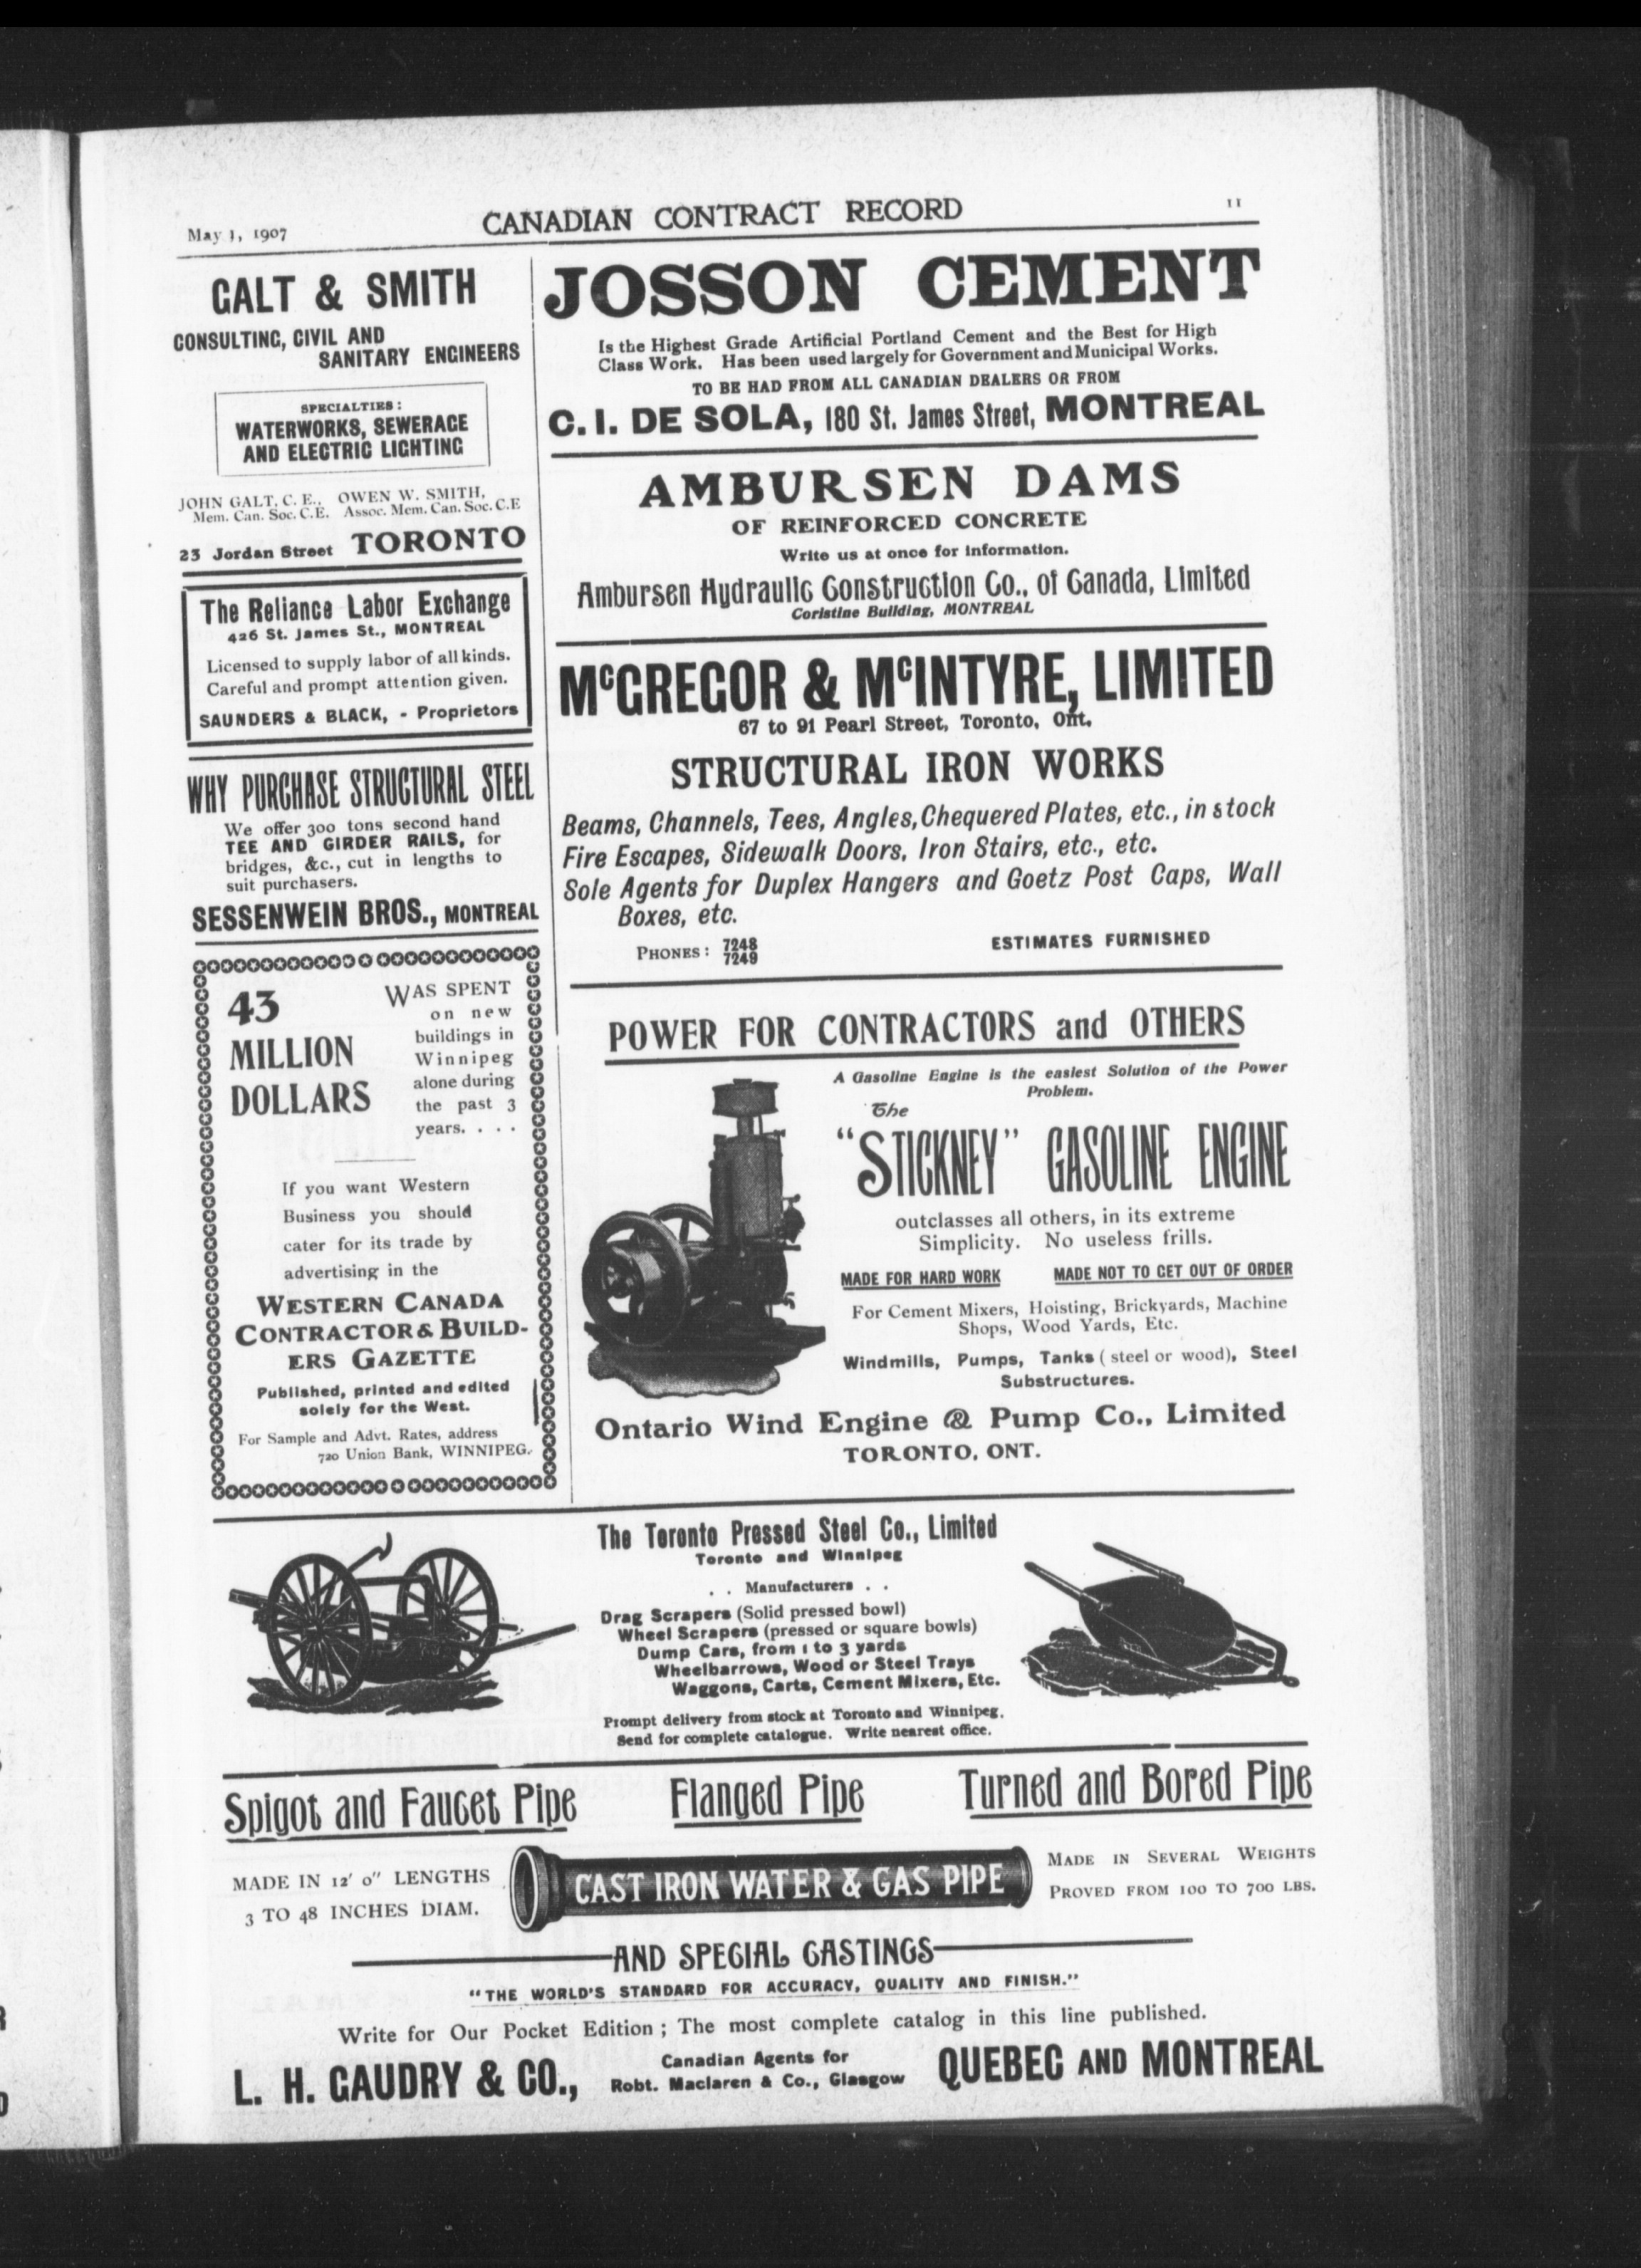 May 1, 1907
CANADIAN CONTRACT RECORD
11
GALT & SMITH
CONSULTING, CIVIL AND
SANITARY ENGINEERS
SPECIALTIES :
WATERWORKS, SEWERAGE
AND ELECTRIC LIGHTING
JOHN GALT, C. E., OWEN W. SMITH,
Mem. Can. Soc. C.E. Assoc. Mem. Can. Soc. C.E
23 Jordan Street TORONTO
The Reliance Labor Exchange
426 St. James St., MONTREAL
Licensed to supply labor of all kinds.
Careful and prompt attention given.
SAUNDERS & BLACK, - Proprietors
WHY PURCHASE STRUCTURAL STEEL
We offer 300 tons second hand
TEE AND GIRDER RAILS, for
bridges, &c., cut in lengths to
suit purchasers.
SESSENWEIN BROS., MONTREAL
43
MILLION
DOLLARS
WAS SPENT
on new
buildings in
Winnipeg
alone during
the past 3
years. . . .
If you want Western
Business you should
cater for its trade by
advertising in the
WESTERN CANADA
CONTRACTOR & BUILD-
ERS GAZETTE
Published, printed and edited
solely for the West.
For Sample and Advt. Rates, address
720 Union Bank, WINNIPEG.
JOSSON CEMENT
Is the Highest Grade Artificial Portland Cement and the Best for High
Class Work. Has been used largely for Government and Municipal Works.
TO BE HAD FROM ALL CANADIAN DEALERS OR FROM
C. I. DE SOLA, 180 St. James Street, MONTREAL
AMBURSEN DAMS
OF REINFORCED CONCRETE
Write us at once for information.
Ambursen Hydraulic Construction Co., of Canada, Limited
Coristine Building, MONTREAL
McGREGOR & McINTYRE, LIMITED
67 to 91 Pearl Street, Toronto, Ont.
STRUCTURAL IRON WORKS
Beams, Channels, Tees, Angles, Chequered Plates, etc., in stock
Fire Escapes, Sidewalk Doors, Iron Stairs, etc., etc.
Sole Agents for Duplex Hangers and Goetz Post Caps, Wall
Boxes, etc.
PHONES : 7248
7249
ESTIMATES FURNISHED
POWER FOR CONTRACTORS and OTHERS
A Gasoline Engine is the easiest Solution of the Power
Problem.
The
"STICKNEY" GASOLINE ENGINE
outclasses all others, in its extreme
Simplicity. No useless frills.
MADE FOR HARD WORK MADE NOT TO GET OUT OF ORDER
For Cement Mixers, Hoisting, Brickyards, Machine
Shops, Wood Yards, Etc.
Windmills, Pumps, Tanks ( steel or wood), Steel
Substructures.
Ontario Wind Engine & Pump Co., Limited
TORONTO, ONT.
The Toronto Pressed Steel Co., Limited
Toronto and Winnipeg
. . Manufacturers . .
Drag Scrapers (Solid pressed bowl)
Wheel Scrapers (pressed or square bowls)
Dump Cars, from 1 to 3 yards
Wheelbarrows, Wood or Steel Trays
Waggons, Carts, Cement Mixers, Etc.
Prompt delivery from stock at Toronto and Winnipeg.
Send for complete catalogue. Write nearest office.
Spigot and Faucet Pipe Flanged Pipe Turned and Bored Pipe
MADE IN 12' 0" LENGTHS
3 TO 48 INCHES DIAM.
CAST IRON WATER & GAS PIPE
MADE IN SEVERAL WEIGHTS
PROVED FROM 100 TO 700 LBS.
AND SPECIAL CASTINGS
"THE WORLD'S STANDARD FOR ACCURACY, QUALITY AND FINISH."
Write for Our Pocket Edition ; The most complete catalog in this line published.
L. H. GAUDRY & CO.,
Canadian Agents for
Robt. Maclaren & Co., Glasgow
QUEBEC AND MONTREAL